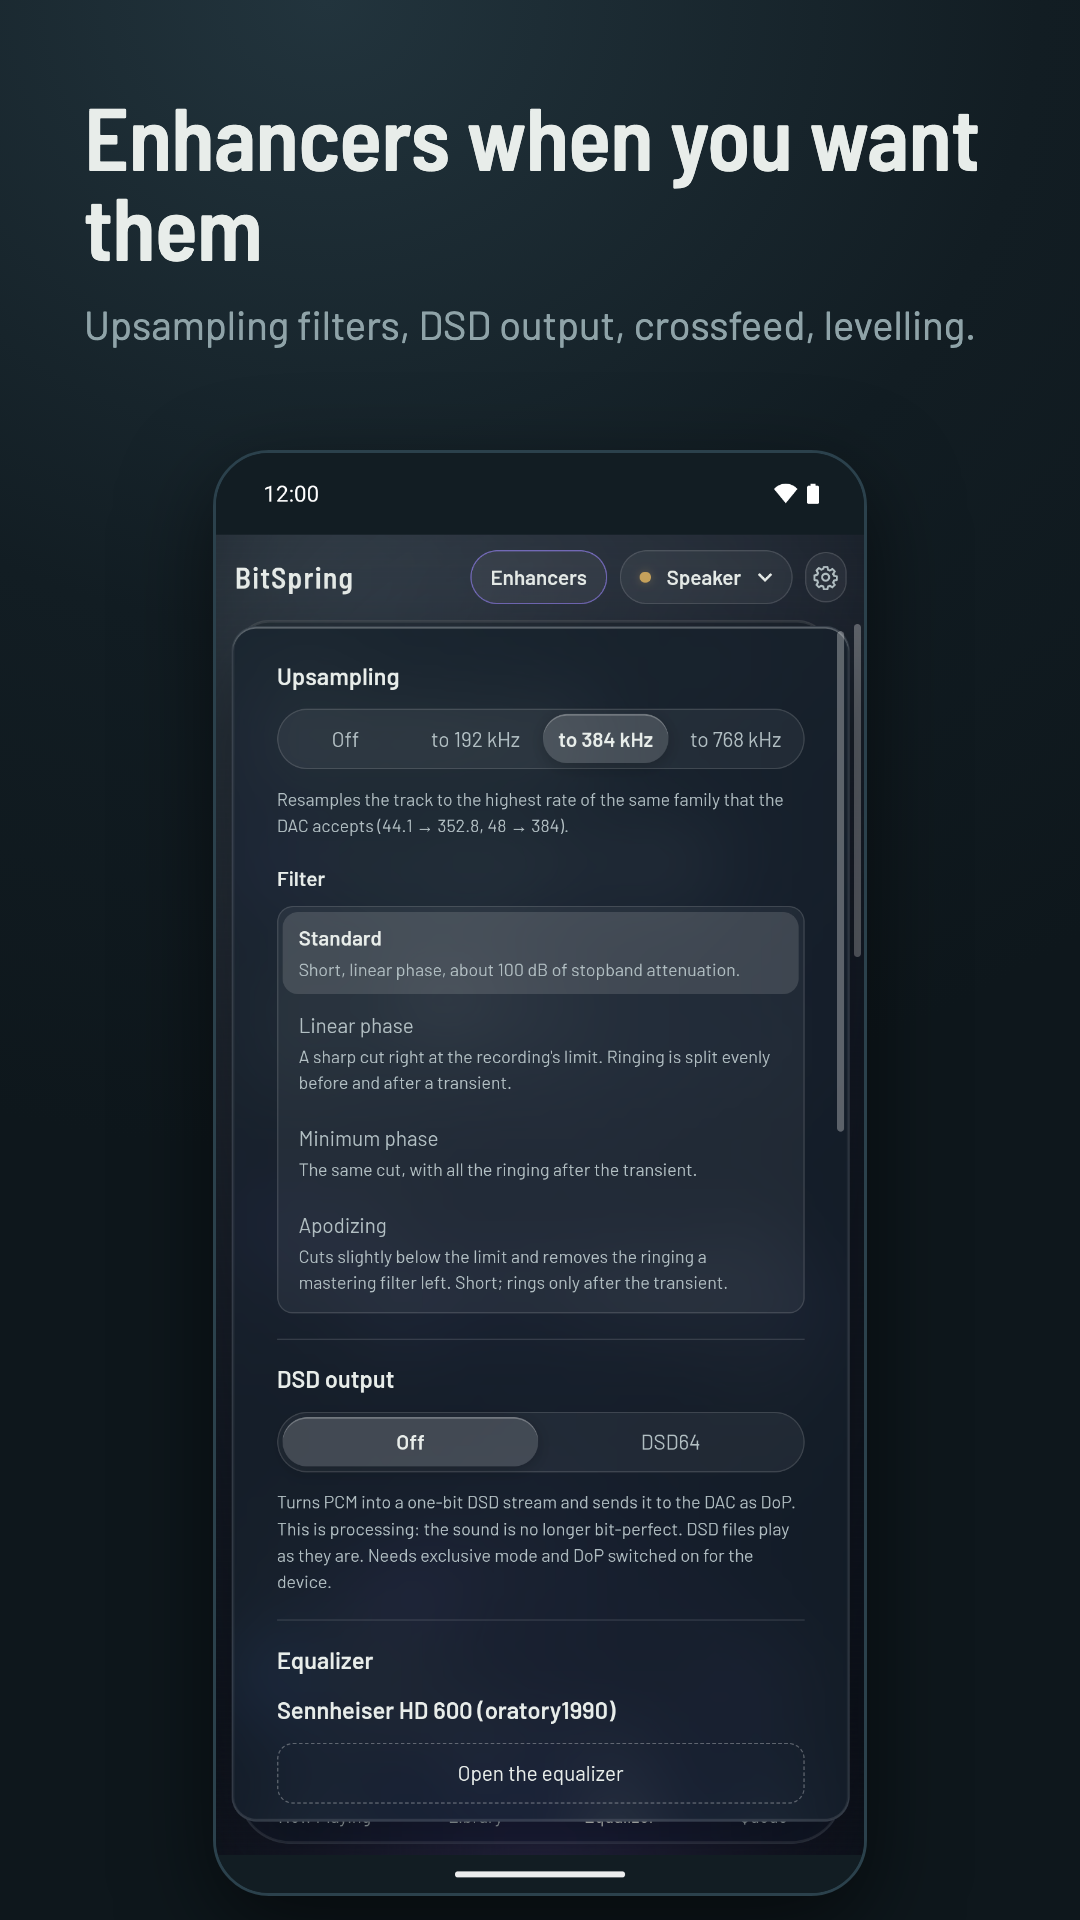 Enhancers when you want
them
Upsampling filters, DSD output, crossfeed, levelling.
12:00
BitSpring
Enhancers
Speaker
Upsampling
Off
to 192 kHz
to 384 kHz
to 768 kHz
Resamples the track to the highest rate of the same family that the
DAC accepts (44.1 → 352.8, 48 → 384).
Filter
Standard
Short, linear phase, about 100 dB of stopband attenuation.
Linear phase
A sharp cut right at the recording's limit. Ringing is split evenly
before and after a transient.
Minimum phase
The same cut, with all the ringing after the transient.
Apodizing
Cuts slightly below the limit and removes the ringing a
mastering filter left. Short; rings only after the transient.
DSD output
Off
DSD64
Turns PCM into a one-bit DSD stream and sends it to the DAC as DoP.
This is processing: the sound is no longer bit-perfect. DSD files play
as they are. Needs exclusive mode and DoP switched on for the
device.
Equalizer
Sennheiser HD 600 (oratory1990)
Open the equalizer